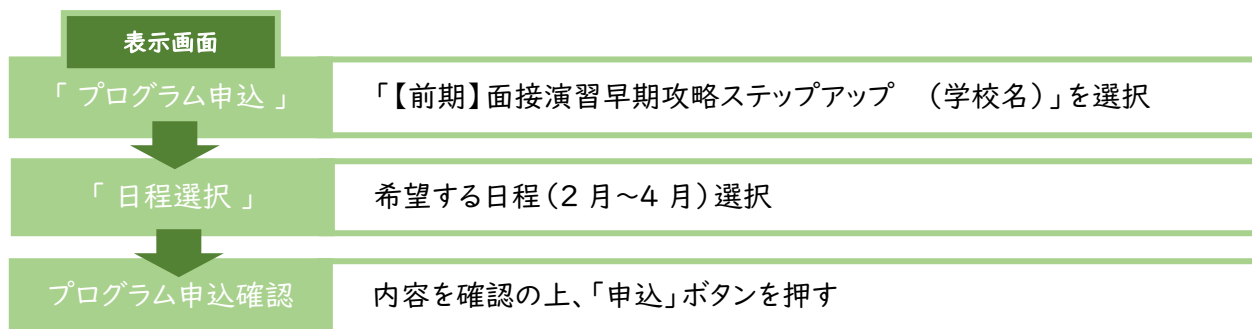 表示画面
「 プログラム申込 」
「【前期】面接演習早期攻略ステップアップ　（学校名）」を選択
「 日程選択 」
希望する日程（2 月～4 月）選択
プログラム申込確認
内容を確認の上、「申込」ボタンを押す